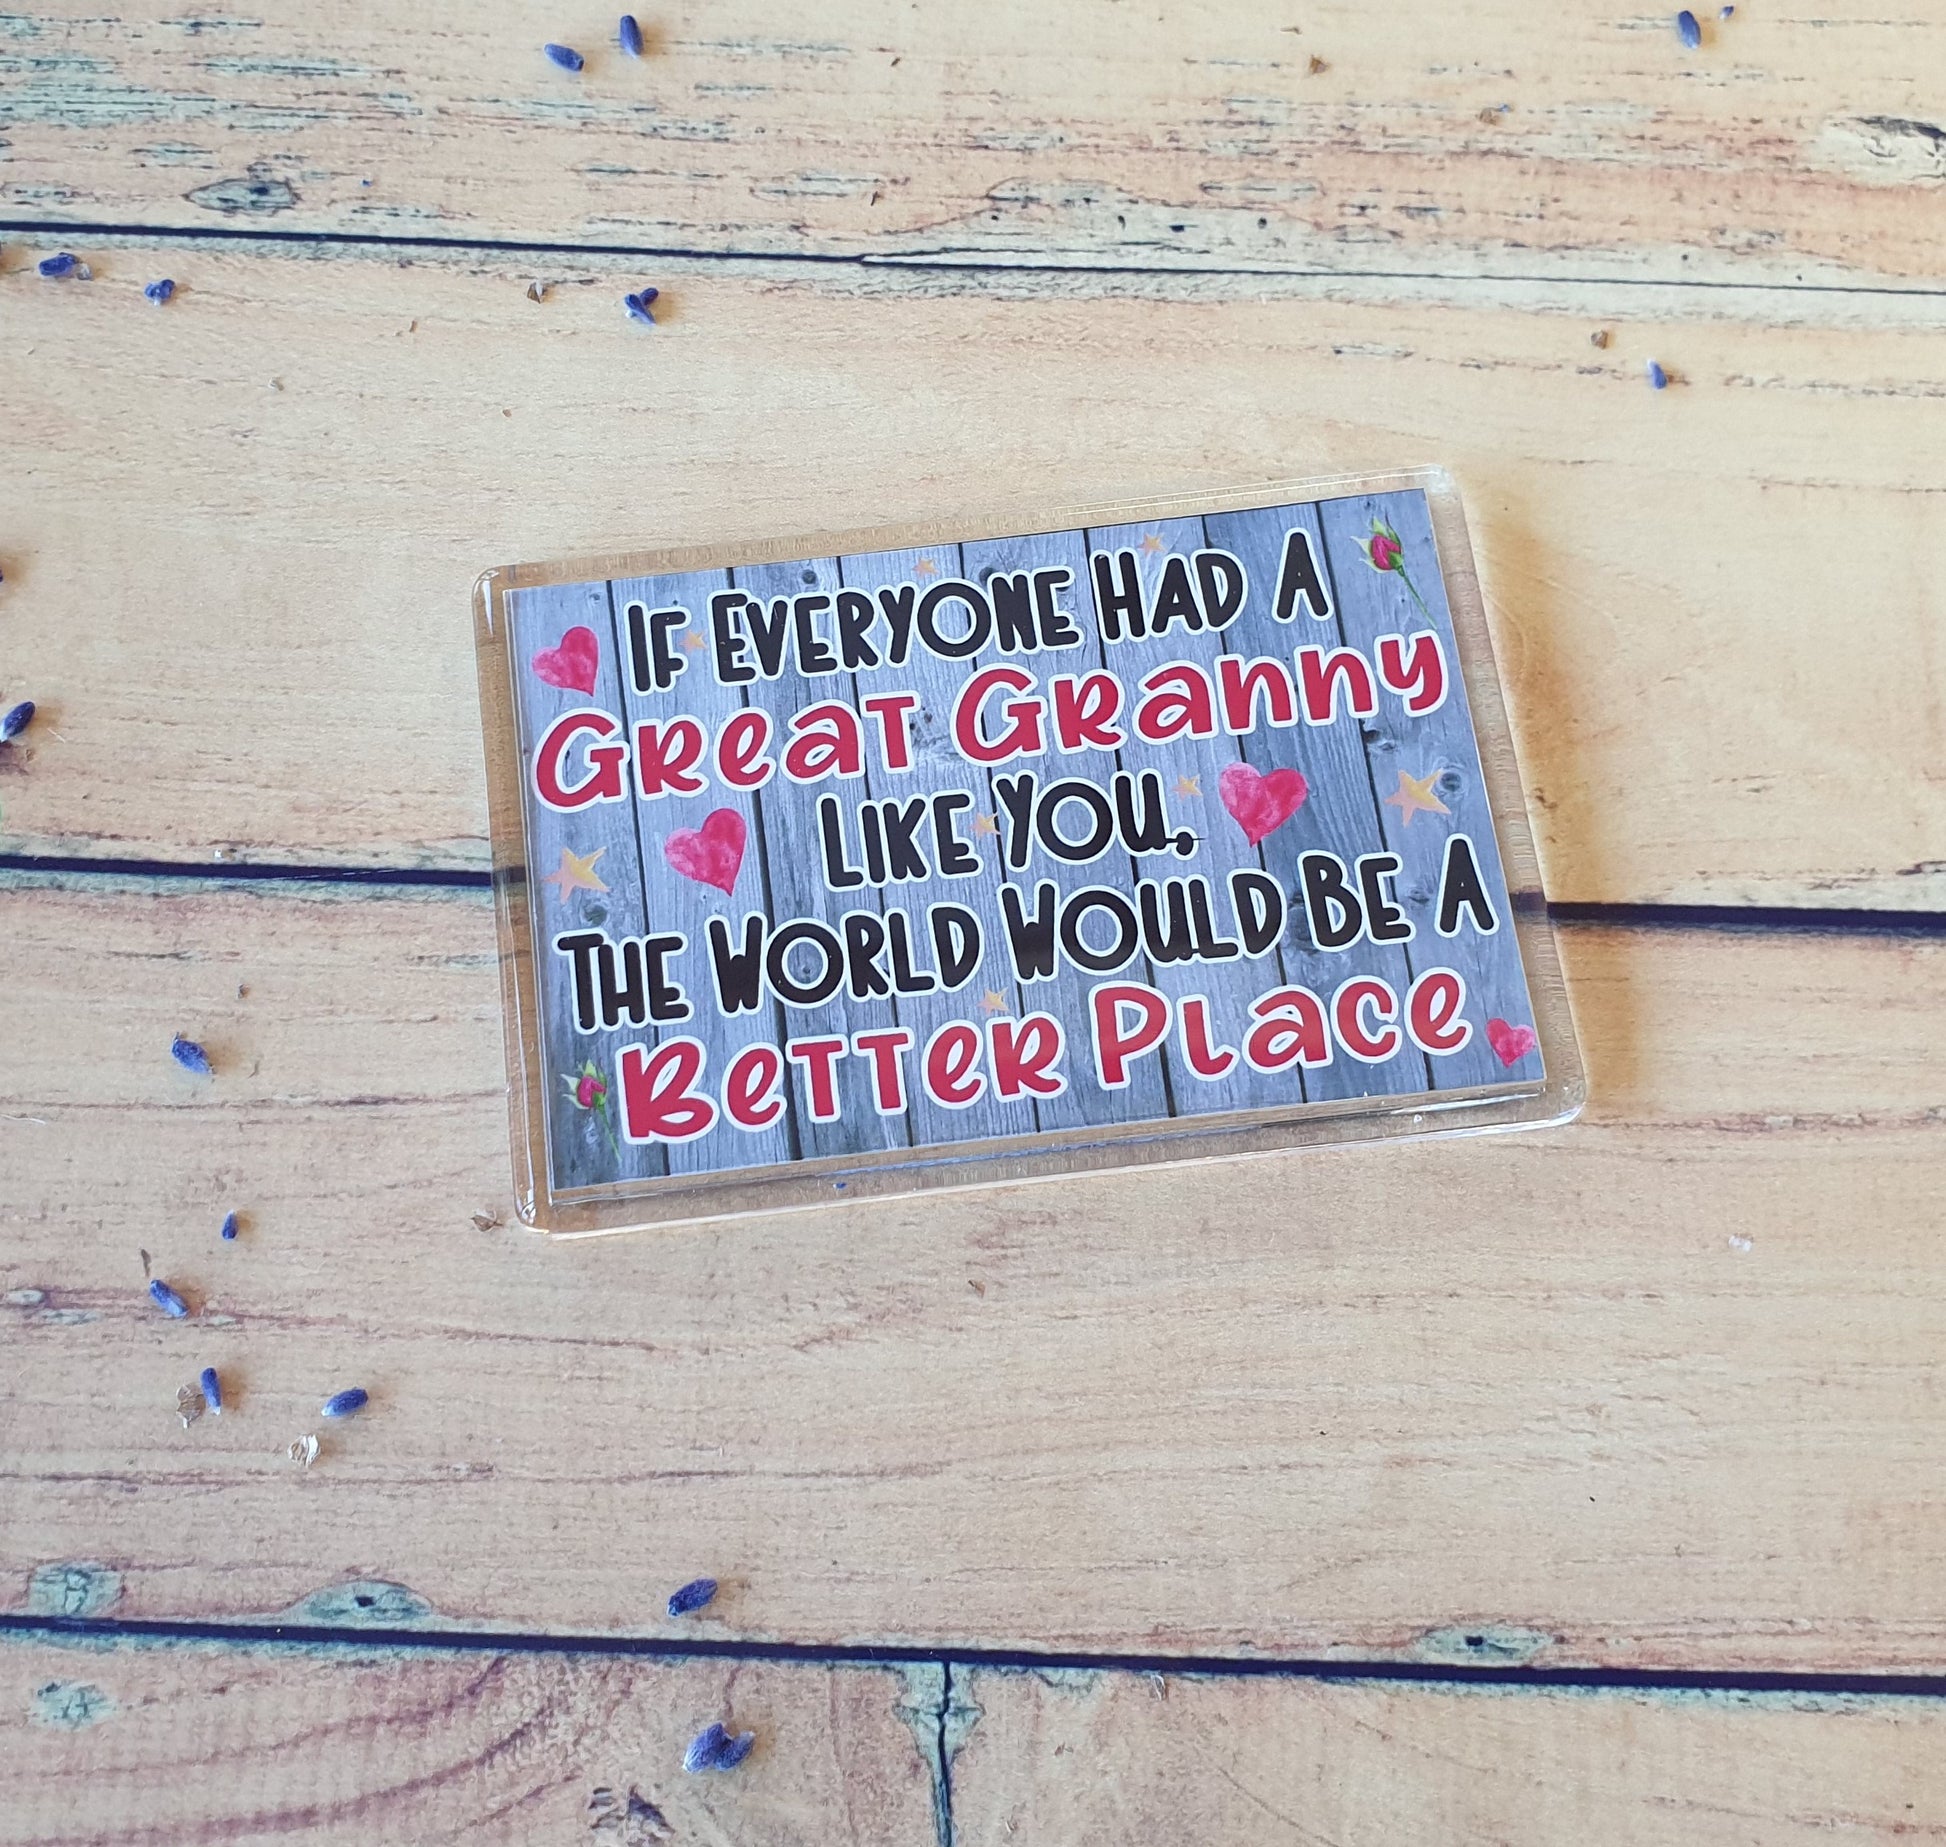 If Everyone Had A
Great Granny
Like You,
The World Would Be A
Better Place